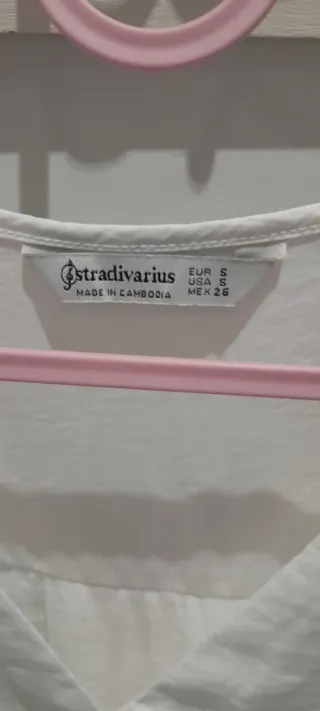 stradivarius
MADE IN CAMBODIA
EUR S
USA S
MEX 26